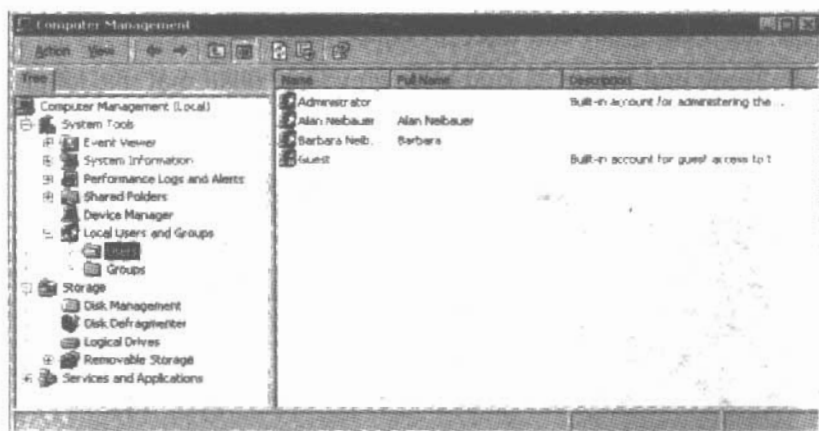 Computer Management
Action View
Tree
Name Full Name Description
Computer Management (Local)
System Tools
Event Viewer
System Information
Performance Logs and Alerts
Shared Folders
Device Manager
Local Users and Groups
Users
Groups
Storage
Disk Management
Disk Defragmenter
Logical Drives
Removable Storage
Services and Applications
Administrator Built-in account for administering the ...
Alan Neibauer Alan Neibauer
Barbara Neib. Barbara
Guest Built-in account for guest access to t